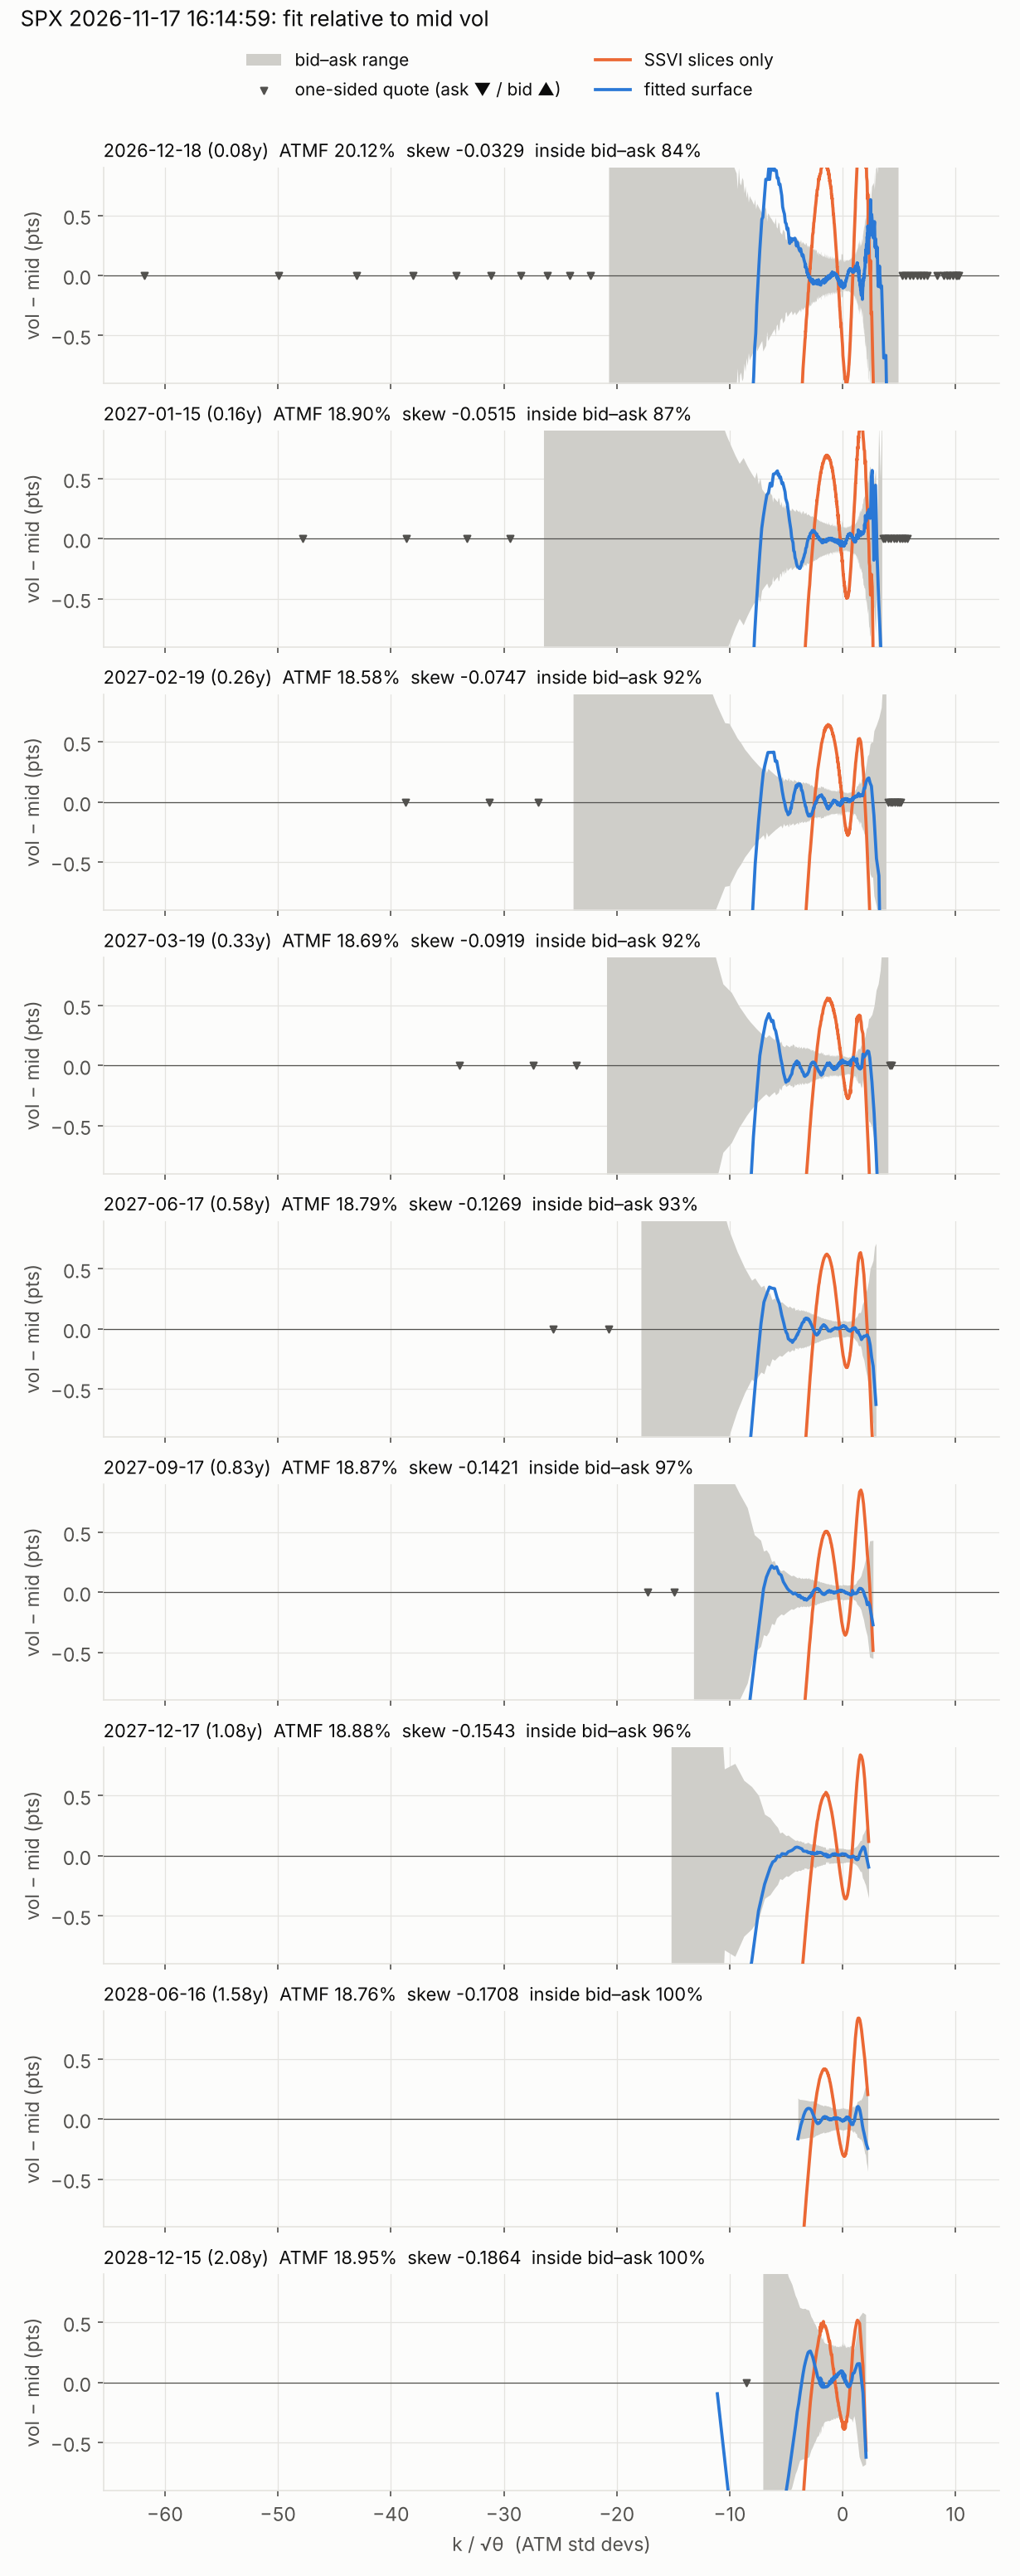 SPX 2026-11-17 16:14:59: fit relative to mid vol
bid–ask range
one-sided quote (ask ▼ / bid ▲)
SSVI slices only
fitted surface
2026-12-18 (0.08y)  ATMF 20.12%  skew -0.0329  inside bid–ask 84%
vol − mid (pts)
0.5
0.0
−0.5
2027-01-15 (0.16y)  ATMF 18.90%  skew -0.0515  inside bid–ask 87%
vol − mid (pts)
0.5
0.0
−0.5
2027-02-19 (0.26y)  ATMF 18.58%  skew -0.0747  inside bid–ask 92%
vol − mid (pts)
0.5
0.0
−0.5
2027-03-19 (0.33y)  ATMF 18.69%  skew -0.0919  inside bid–ask 92%
vol − mid (pts)
0.5
0.0
−0.5
2027-06-17 (0.58y)  ATMF 18.79%  skew -0.1269  inside bid–ask 93%
vol − mid (pts)
0.5
0.0
−0.5
2027-09-17 (0.83y)  ATMF 18.87%  skew -0.1421  inside bid–ask 97%
vol − mid (pts)
0.5
0.0
−0.5
2027-12-17 (1.08y)  ATMF 18.88%  skew -0.1543  inside bid–ask 96%
vol − mid (pts)
0.5
0.0
−0.5
2028-06-16 (1.58y)  ATMF 18.76%  skew -0.1708  inside bid–ask 100%
vol − mid (pts)
0.5
0.0
−0.5
2028-12-15 (2.08y)  ATMF 18.95%  skew -0.1864  inside bid–ask 100%
vol − mid (pts)
0.5
0.0
−0.5
−60 −50 −40 −30 −20 −10 0 10
k / √θ  (ATM std devs)